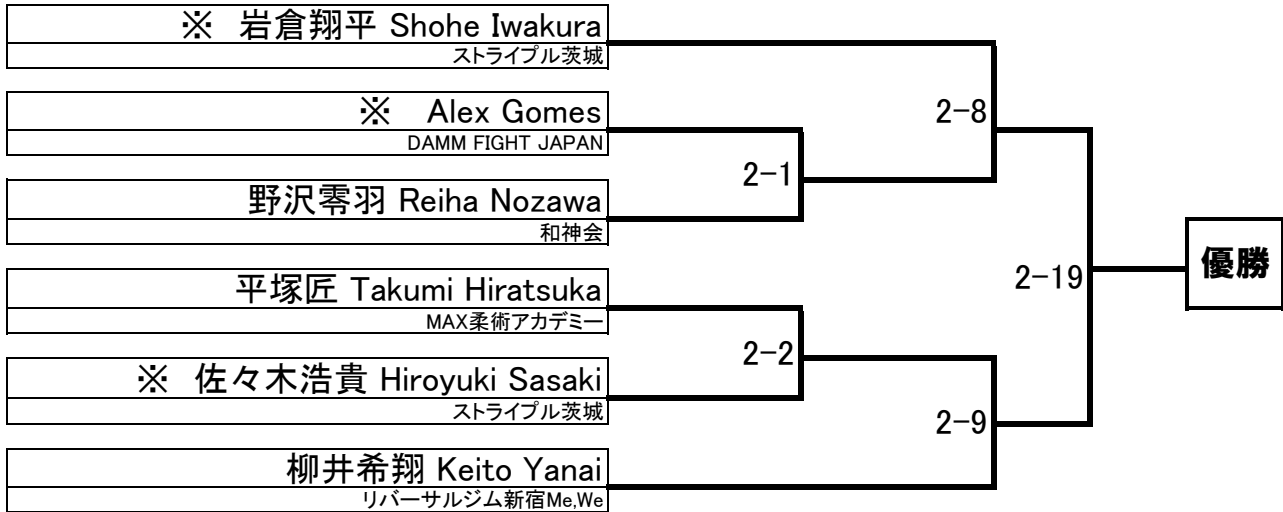 ※ 岩倉翔平 Shohe Iwakura
ストライプル茨城
※ Alex Gomes
DAMM FIGHT JAPAN
2-8
2-1
野沢零羽 Reiha Nozawa
和神会
優勝
平塚匠 Takumi Hiratsuka
MAX柔術アカデミー
2-19
2-2
※ 佐々木浩貴 Hiroyuki Sasaki
ストライプル茨城
2-9
柳井希翔 Keito Yanai
リバーサルジム新宿Me,We